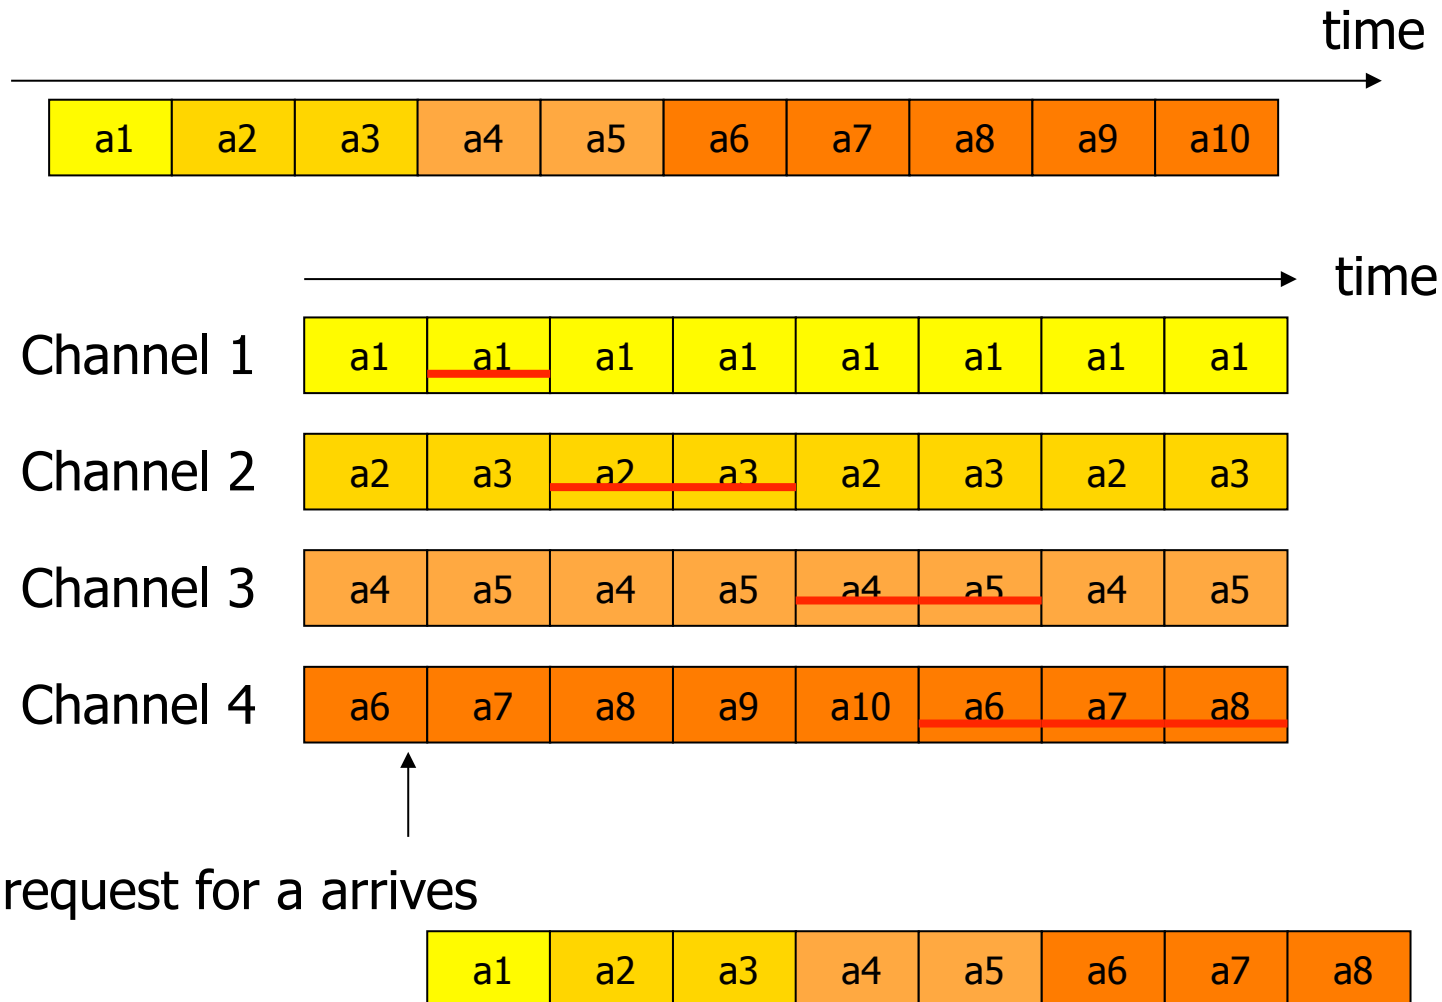 time
a1 a2 a3 a4 a5 a6 a7 a8 a9 a10
time
Channel 1 a1 a1 a1 a1 a1 a1 a1 a1
Channel 2 a2 a3 a2 a3 a2 a3 a2 a3
Channel 3 a4 a5 a4 a5 a4 a5 a4 a5
Channel 4 a6 a7 a8 a9 a10 a6 a7 a8
request for a arrives
a1 a2 a3 a4 a5 a6 a7 a8